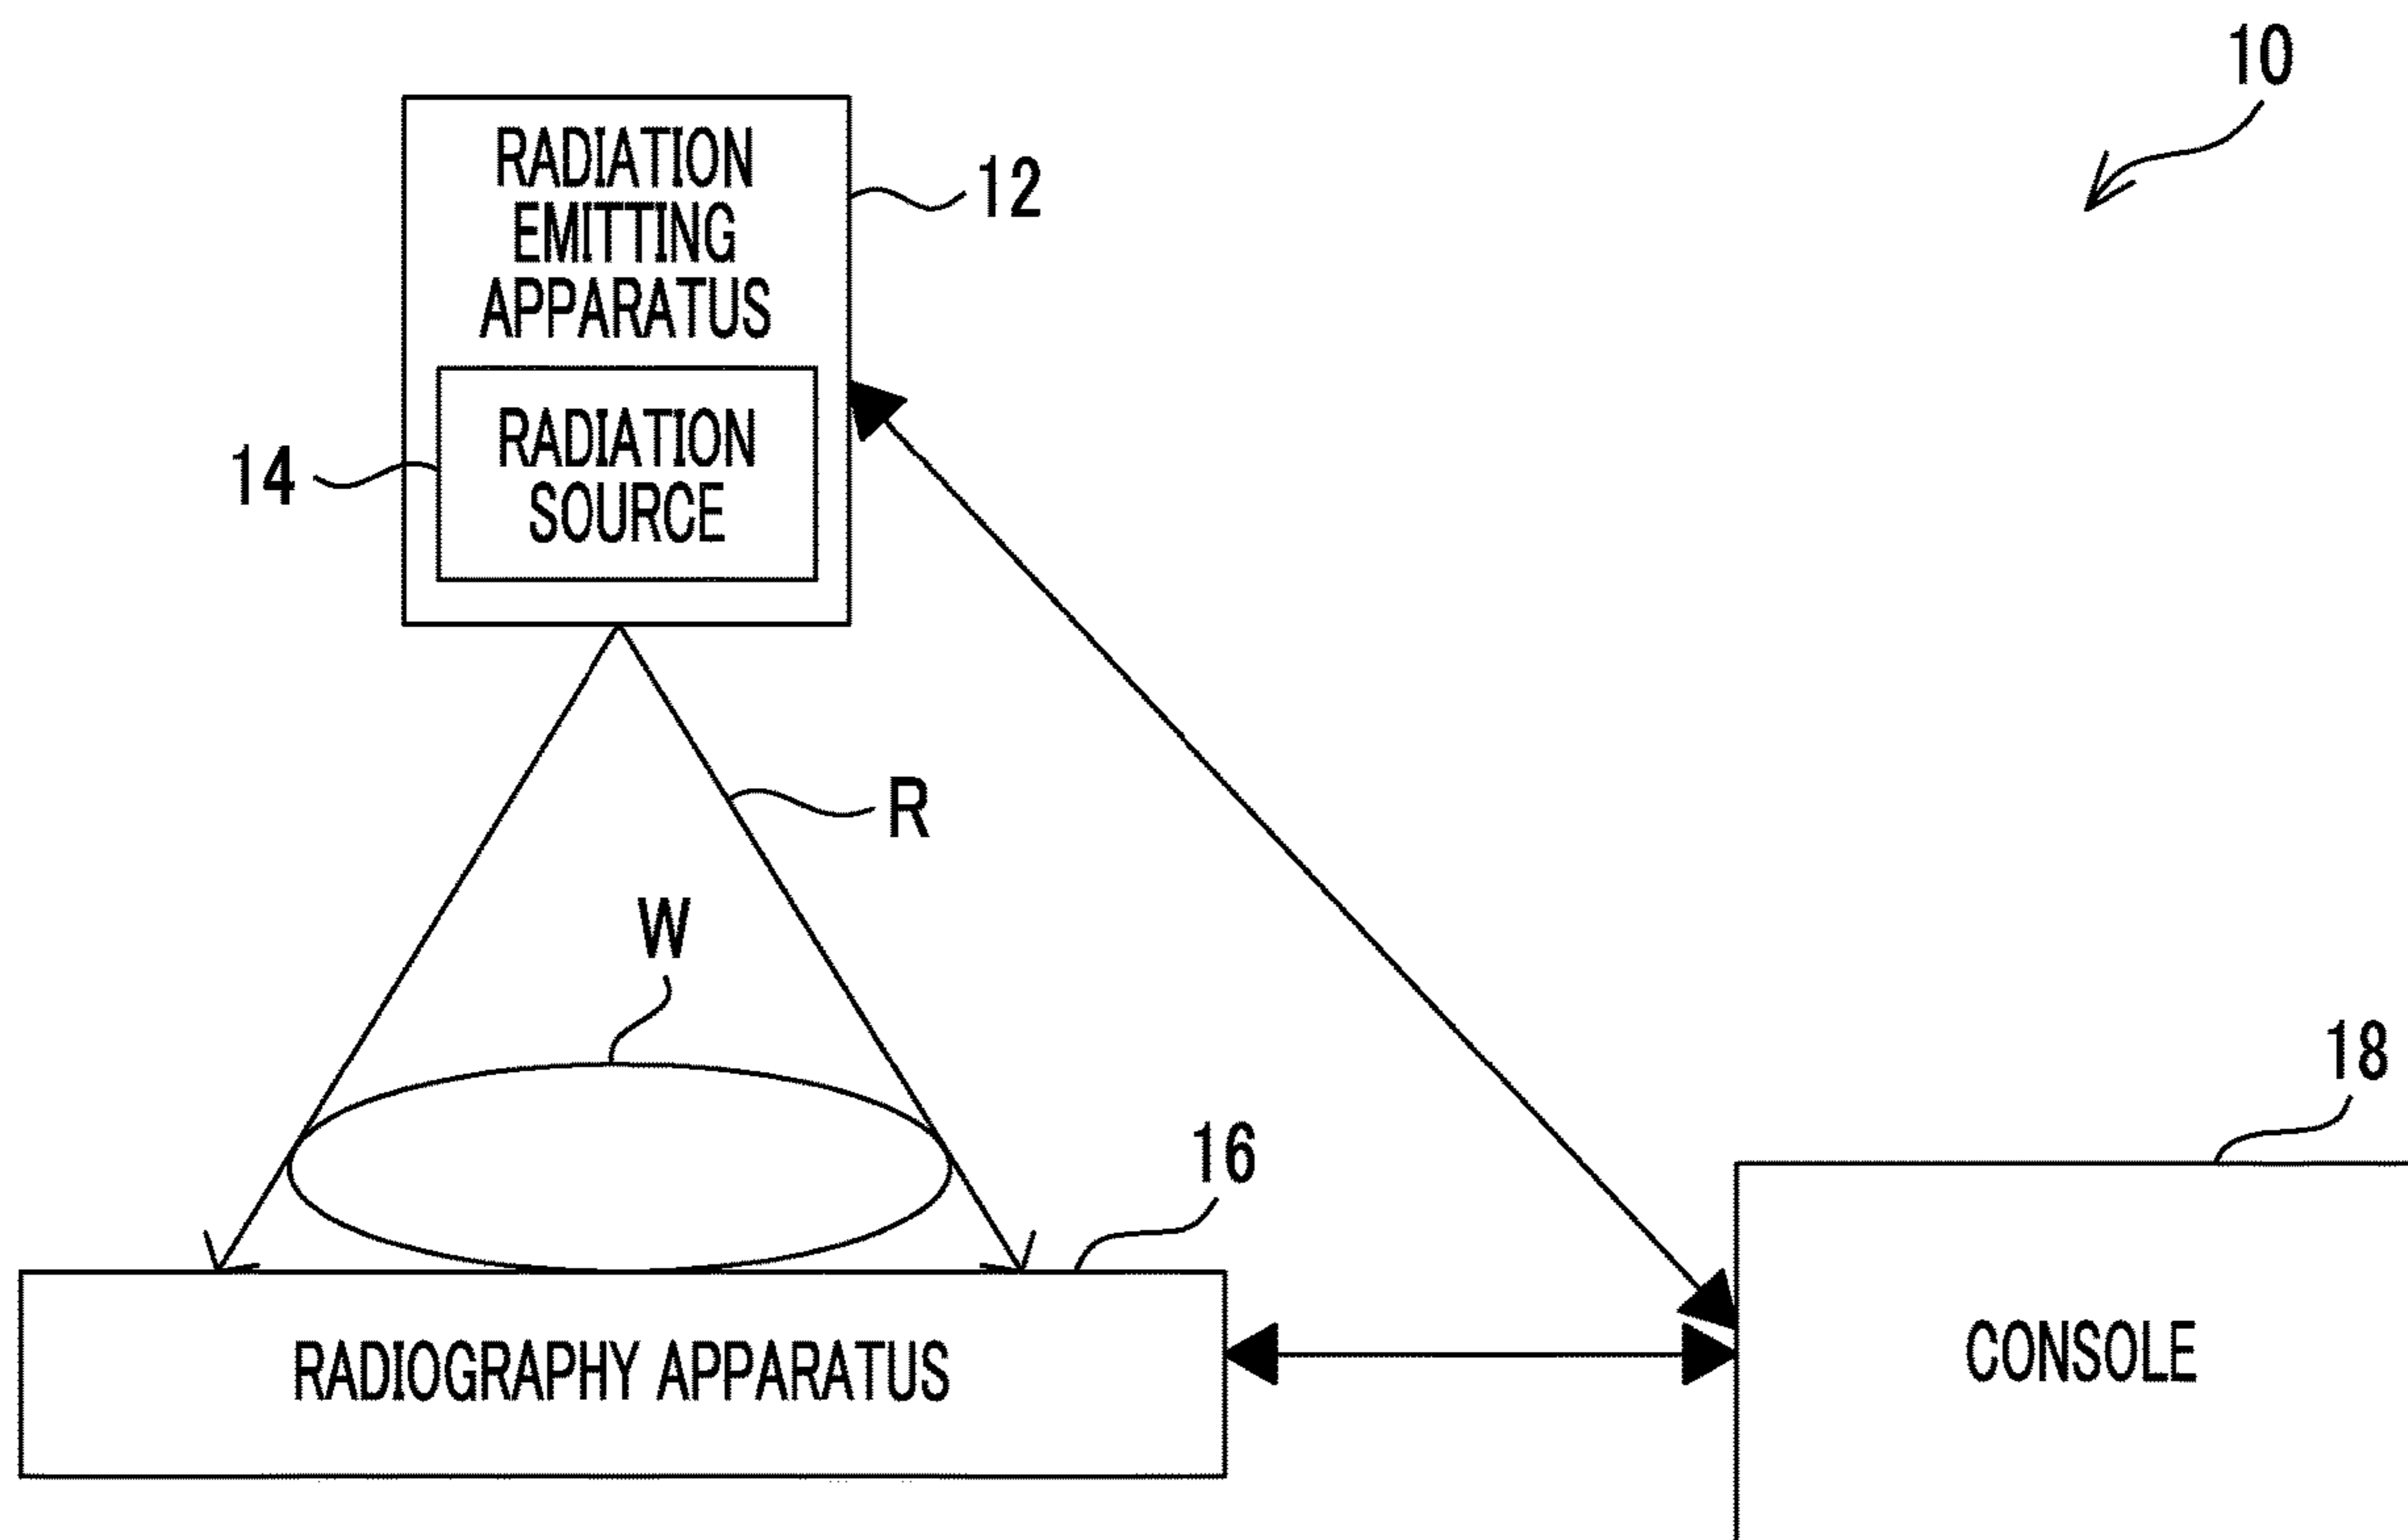 10
RADIATION
EMITTING
APPARATUS
12
RADIATION
SOURCE
14
R
W
18
16
RADIOGRAPHY APPARATUS
CONSOLE